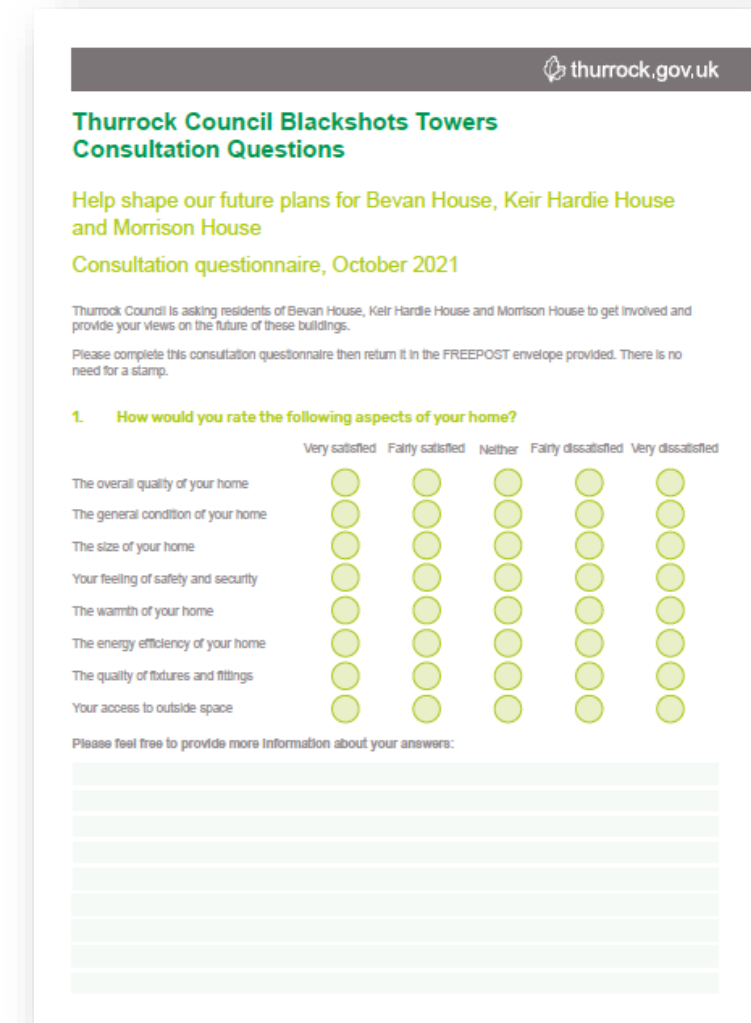 thurrock.gov.uk
Thurrock Council Blackshots Towers
Consultation Questions
Help shape our future plans for Bevan House, Keir Hardie House
and Morrison House
Consultation questionnaire, October 2021
Thurrock Council is asking residents of Bevan House, Keir Hardie House and Morrison House to get involved and
provide your views on the future of these buildings.
Please complete this consultation questionnaire then return it in the FREEPOST envelope provided. There is no
need for a stamp.
1. How would you rate the following aspects of your home?
Very satisfied Fairly satisfied Neither Fairly dissatisfied Very dissatisfied
The overall quality of your home
The general condition of your home
The size of your home
Your feeling of safety and security
The warmth of your home
The energy efficiency of your home
The quality of fixtures and fittings
Your access to outside space
Please feel free to provide more information about your answers: